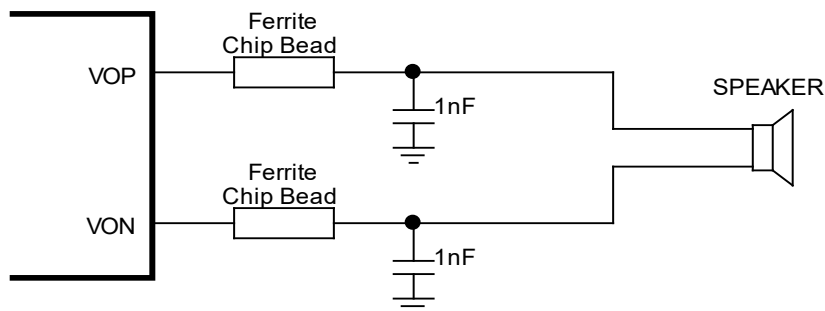 Ferrite
Chip Bead
VOP
SPEAKER
1nF
Ferrite
Chip Bead
VON
1nF